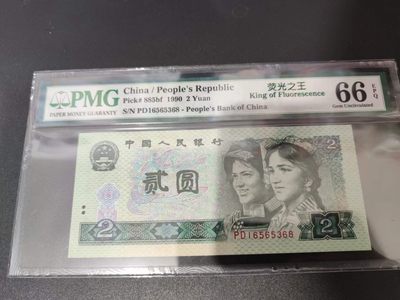 PMG
PAPER MONEY GUARANTY
China / People's Republic
荧光之王
Pick# 885bf 1990 2 Yuan
King of Fluorescence
S/N PD16565368 - People's Bank of China
66
EPQ
Gem Uncirculated
中国人民银行
2
贰圆
2
2
PD16565368